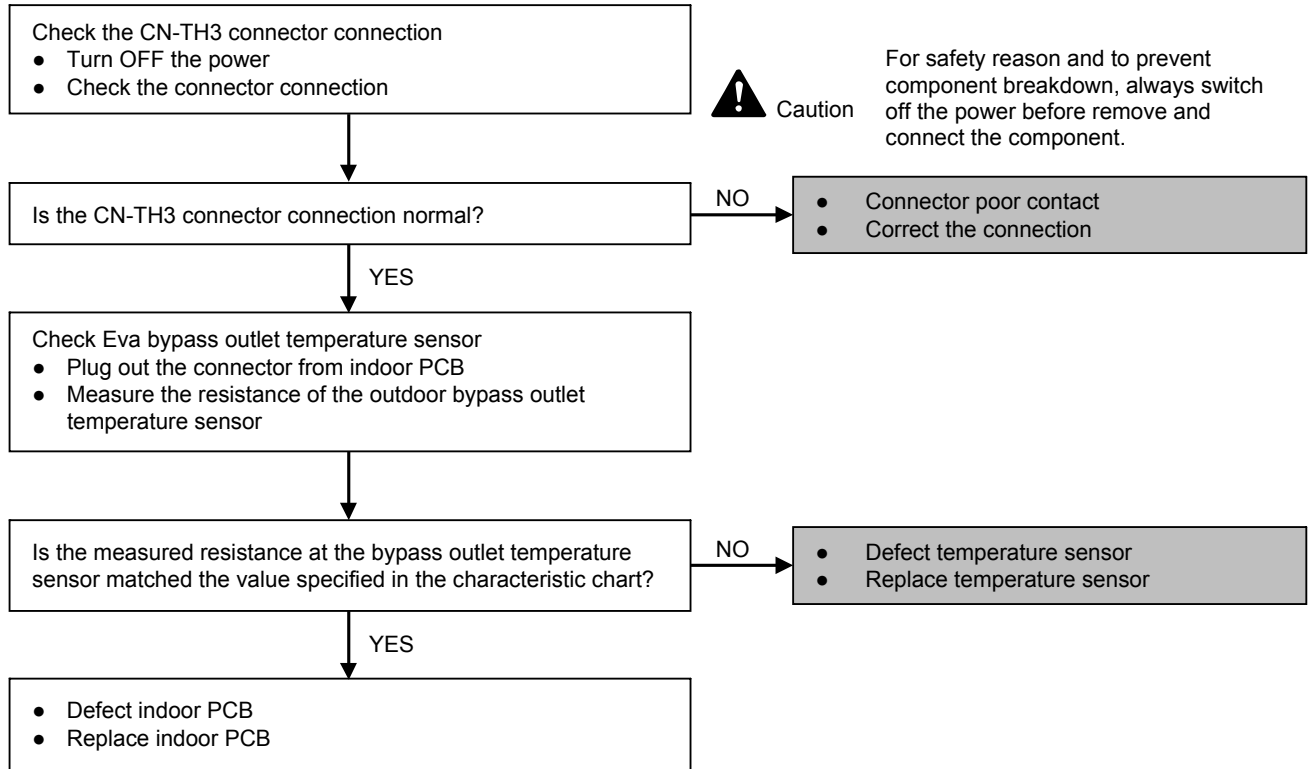 Check the CN-TH3 connector connection
● Turn OFF the power
● Check the connector connection
Caution
For safety reason and to prevent
component breakdown, always switch
off the power before remove and
connect the component.
Is the CN-TH3 connector connection normal?
NO
● Connector poor contact
● Correct the connection
YES
Check Eva bypass outlet temperature sensor
● Plug out the connector from indoor PCB
● Measure the resistance of the outdoor bypass outlet
temperature sensor
Is the measured resistance at the bypass outlet temperature
sensor matched the value specified in the characteristic chart?
NO
● Defect temperature sensor
● Replace temperature sensor
YES
● Defect indoor PCB
● Replace indoor PCB